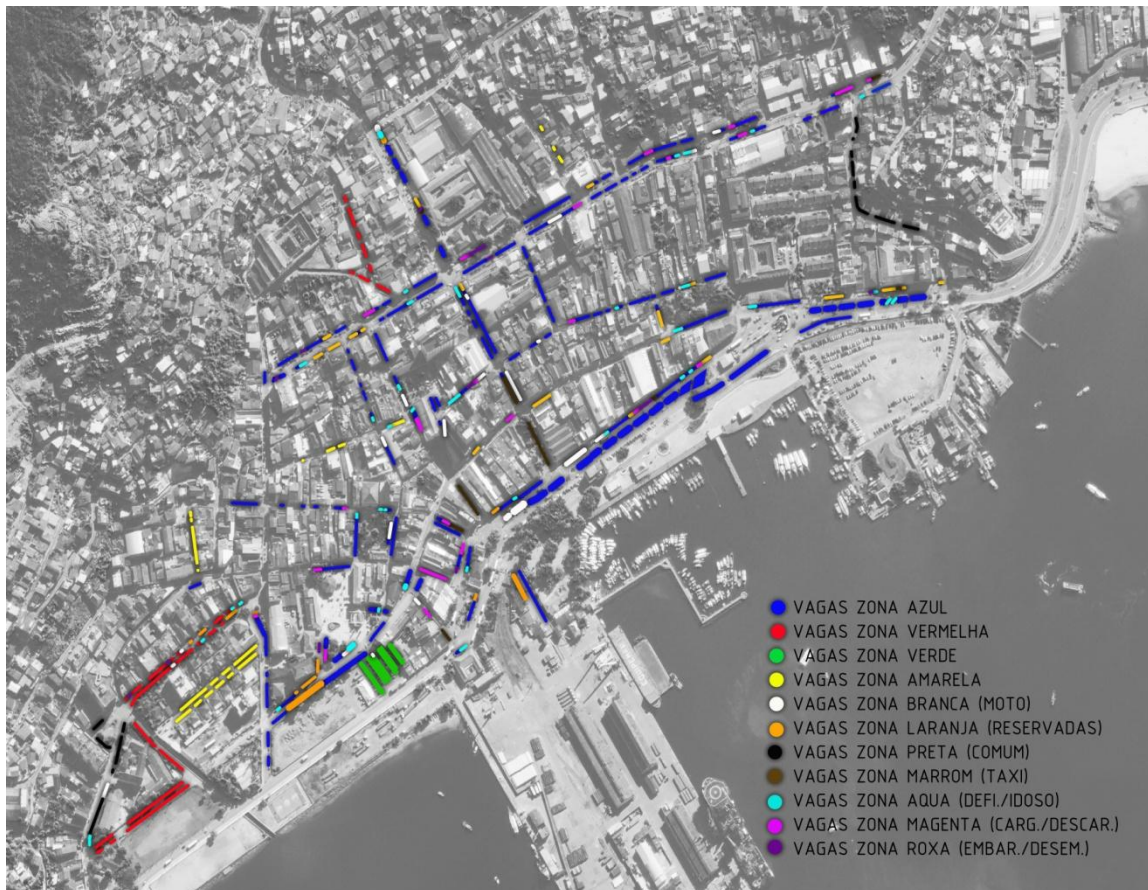 VAGAS ZONA AZUL
VAGAS ZONA VERMELHA
VAGAS ZONA VERDE
VAGAS ZONA AMARELA
VAGAS ZONA BRANCA (MOTO)
VAGAS ZONA LARANJA (RESERVADAS)
VAGAS ZONA PRETA (COMUM)
VAGAS ZONA MARROM (TAXI)
VAGAS ZONA AQUA (DEFI./IDOSO)
VAGAS ZONA MAGENTA (CARG./DESCAR.)
VAGAS ZONA ROXA (EMBAR./DESEM.)